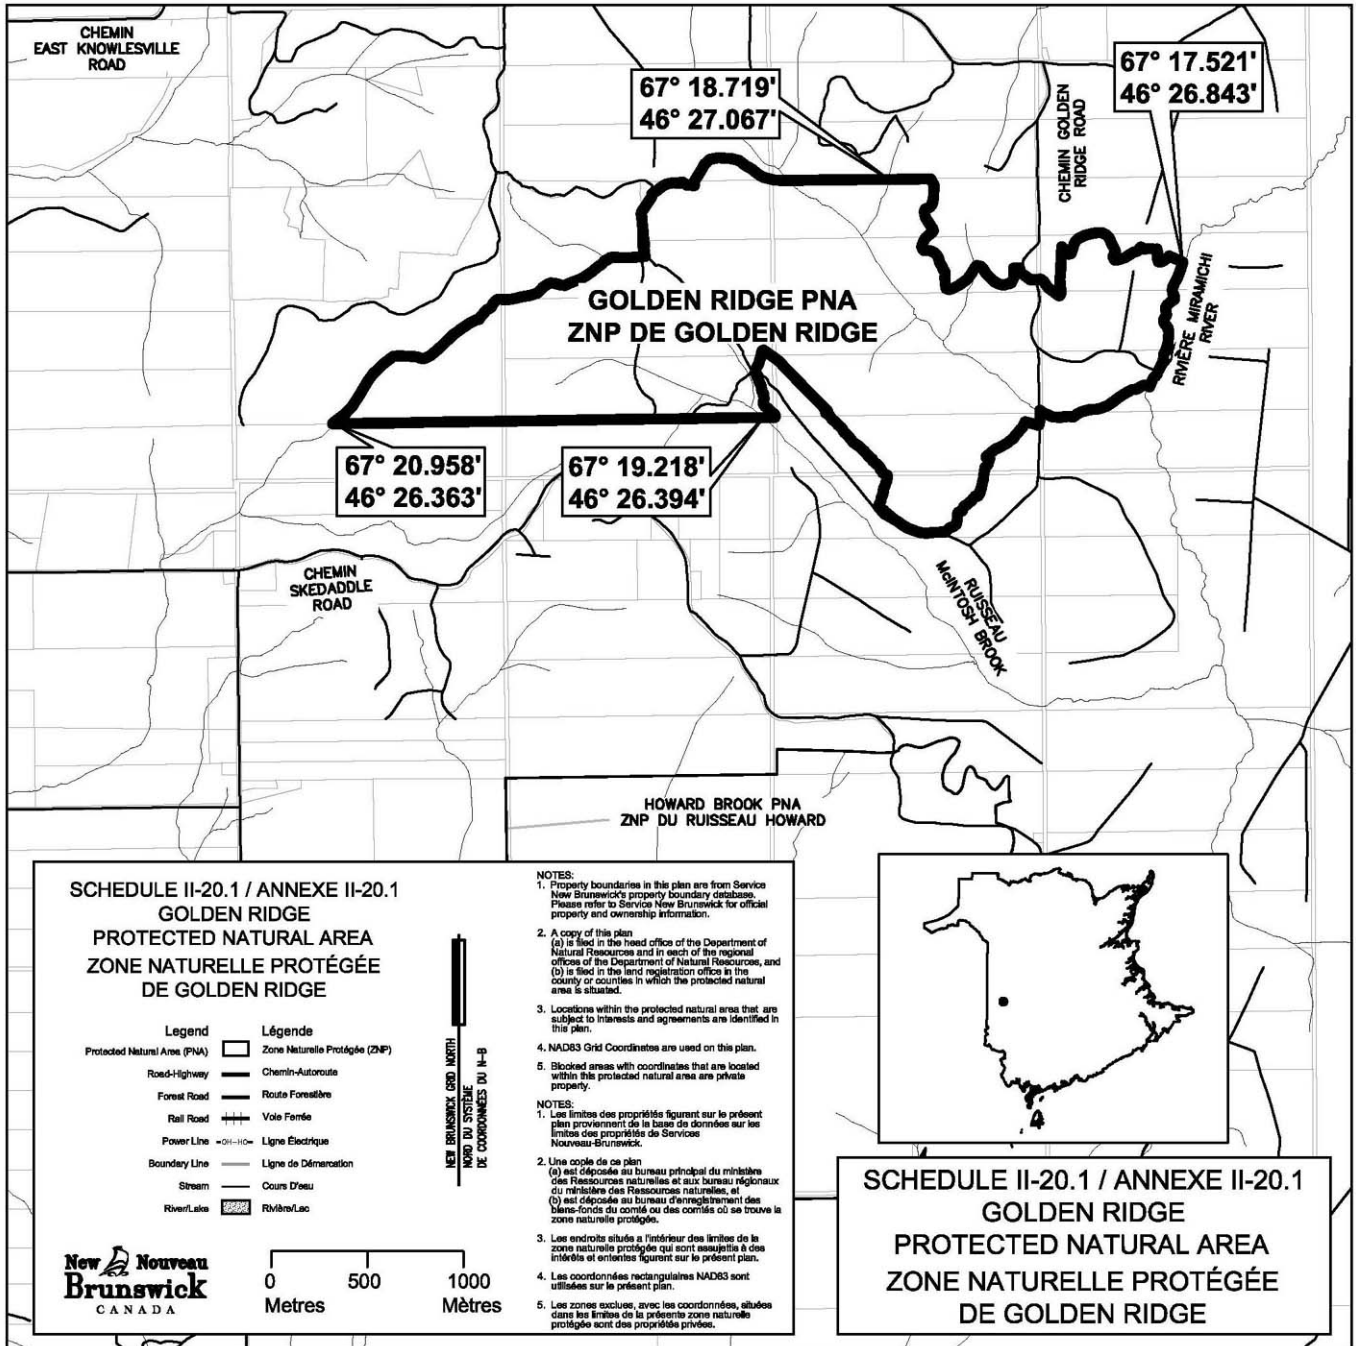 CHEMIN
EAST KNOWLESVILLE
ROAD
67° 18.719'
46° 27.067'
67° 17.521'
46° 26.843'
CHEMIN GOLDEN
RIDGE ROAD
RIVIÈRE MIRAMICHI
RIVER
GOLDEN RIDGE PNA
ZNP DE GOLDEN RIDGE
67° 20.958'
46° 26.363'
67° 19.218'
46° 26.394'
CHEMIN
SKEDADDLE
ROAD
RUISSEAU
McINTOSH BROOK
HOWARD BROOK PNA
ZNP DU RUISSEAU HOWARD
SCHEDULE II-20.1 / ANNEXE II-20.1
GOLDEN RIDGE
PROTECTED NATURAL AREA
ZONE NATURELLE PROTÉGÉE
DE GOLDEN RIDGE
Legend Légende
Protected Natural Area (PNA) Zone Naturelle Protégée (ZNP)
Road-Highway Chemin-Autoroute
Forest Road Route Forestière
Rail Road Voie Ferrée
Power Line -OH-HO- Ligne Électrique
Boundary Line Ligne de Démarcation
Stream Cours D'eau
River/Lake Rivière/Lac
NEW BRUNSWICK GRID NORTH
NORD DU SYSTÈME
DE COORDONNÉES DU N-B
New Nouveau
Brunswick
CANADA
0 500 1000
Metres Mètres
NOTES:
1. Property boundaries in this plan are from Service
New Brunswick's property boundary database.
Please refer to Service New Brunswick for official
property and ownership information.
2. A copy of this plan
(a) is filed in the head office of the Department of
Natural Resources and in each of the regional
offices of the Department of Natural Resources, and
(b) is filed in the land registration office in the
county or counties in which the protected natural
area is situated.
3. Locations within the protected natural area that are
subject to interests and agreements are identified in
this plan.
4. NAD83 Grid Coordinates are used on this plan.
5. Blocked areas with coordinates that are located
within this protected natural area are private
property.
NOTES:
1. Les limites des propriétés figurant sur le présent
plan proviennent de la base de données sur les
limites des propriétés de Services
Nouveau-Brunswick.
2. Une copie de ce plan
(a) est déposée au bureau principal du ministère
des Ressources naturelles et aux bureau régionaux
du ministère des Ressources naturelles, et
(b) est déposée au bureau d'enregistrement des
biens-fonds du comté ou des comtés où se trouve la
zone naturelle protégée.
3. Les endroits situés a l'intérieur des limites de la
zone naturelle protégée qui sont assujettis à des
intérêts et ententes figurent sur le présent plan.
4. Les coordonnées rectangulaires NAD83 sont
utilisées sur le présent plan.
5. Les zones exclues, avec les coordonnées, situées
dans les limites de la présente zone naturelle
protégée sont des propriétés privées.
SCHEDULE II-20.1 / ANNEXE II-20.1
GOLDEN RIDGE
PROTECTED NATURAL AREA
ZONE NATURELLE PROTÉGÉE
DE GOLDEN RIDGE